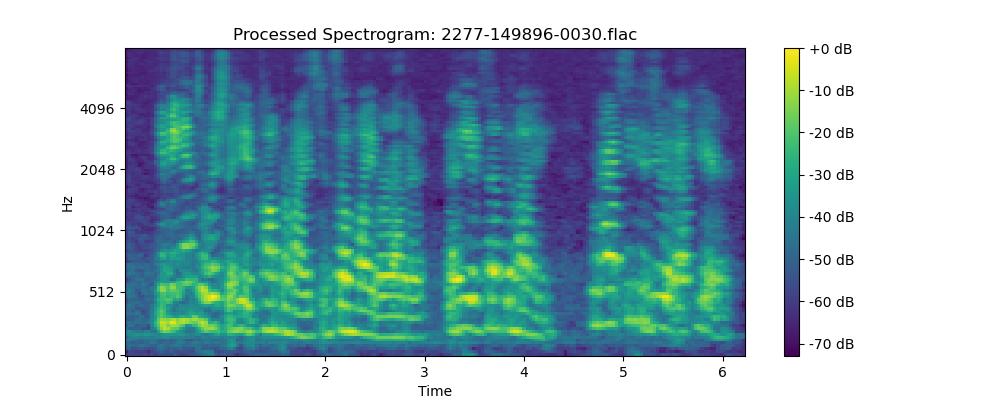 Processed Spectrogram: 2277-149896-0030.flac
Hz
4096
2048
1024
512
0
0 1 2 3 4 5 6
Time
+0 dB
-10 dB
-20 dB
-30 dB
-40 dB
-50 dB
-60 dB
-70 dB